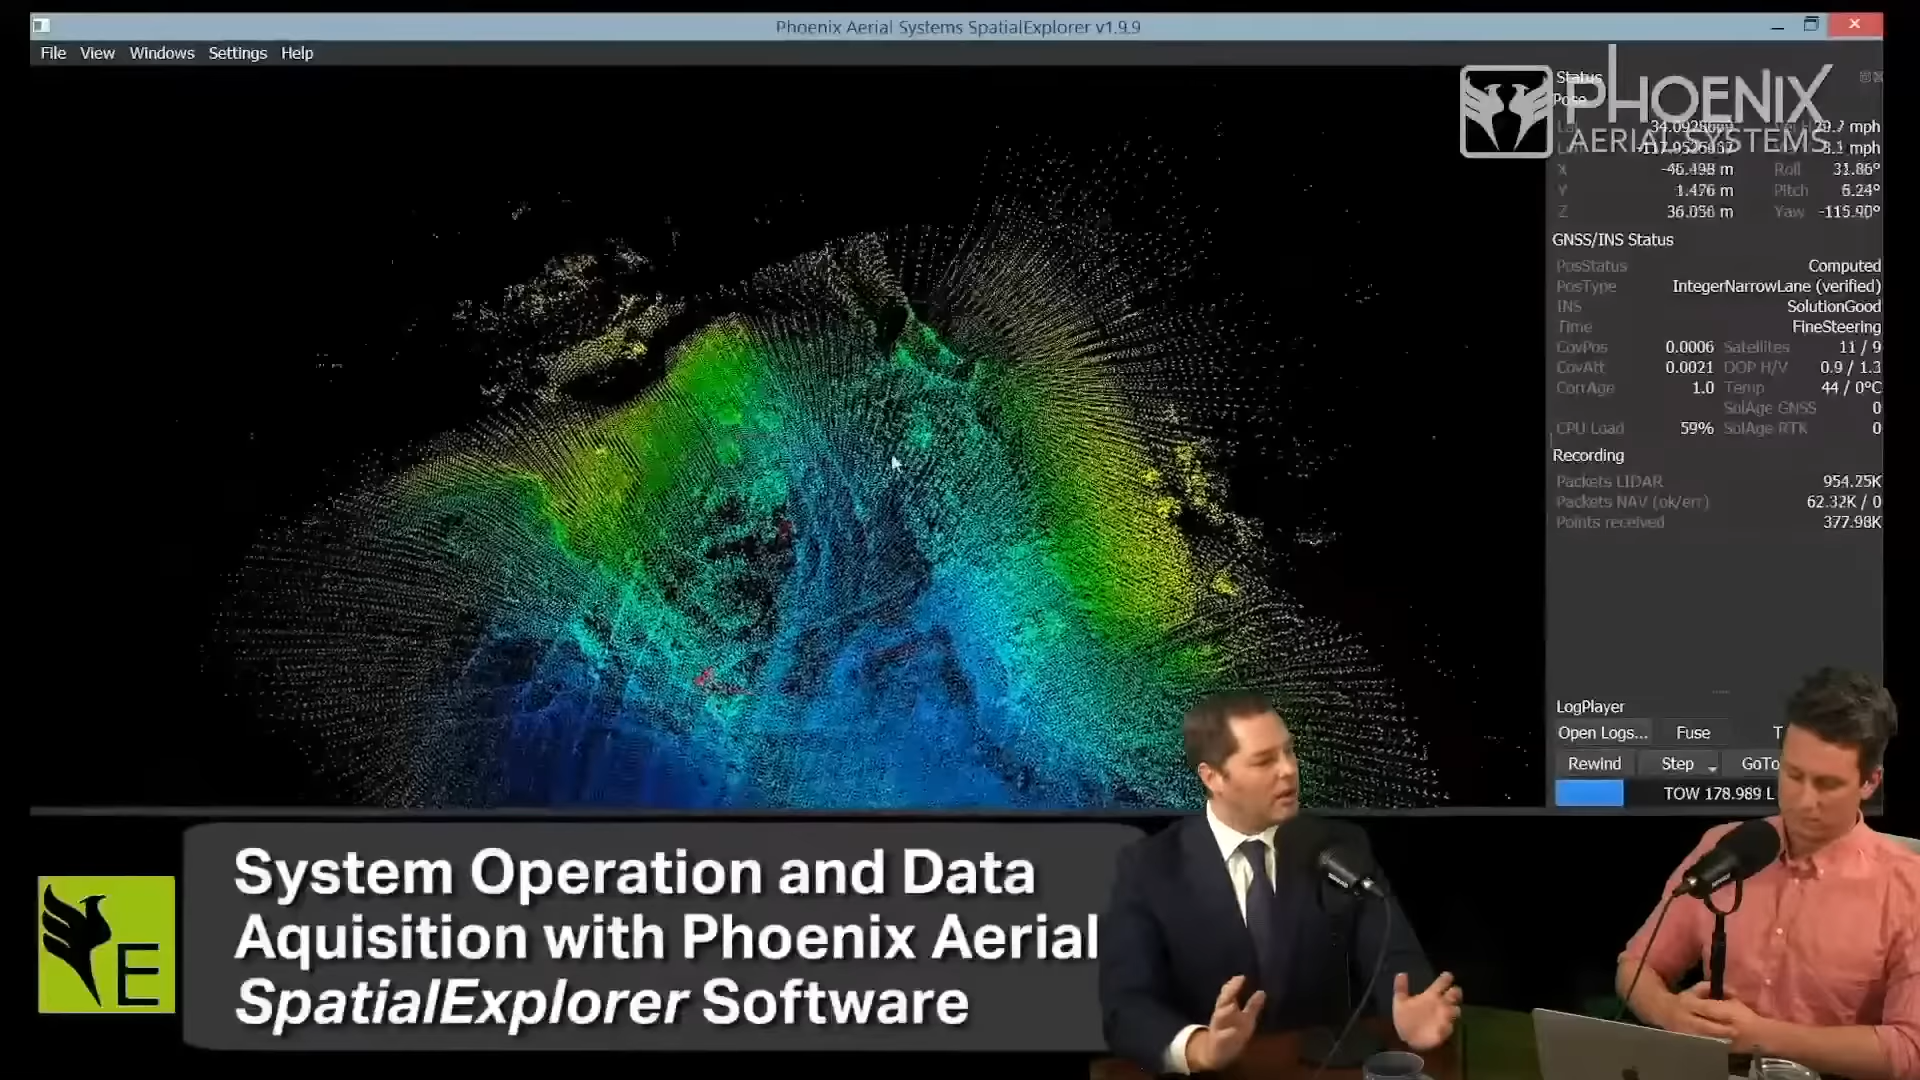 Phoenix Aerial Systems SpatialExplorer v1.9.9
File View Windows Settings Help
PHOENIX
AERIAL SYSTEMS
Status
Pose
mph
mph
X -45.498 m Roll 31.86°
Y 1.476 m Pitch 6.24°
Z 36.056 m Yaw -115.90°
GNSS/INS Status
PosStatus Computed
PosType IntegerNarrowLane (verified)
INS SolutionGood
Time FineSteering
CovPos 0.0006 Satellites 11 / 9
CovAtt 0.0021 DOP H/V 0.9 / 1.3
CorrAge 1.0 Temp 44 / 0°C
SolAge GNSS 0
CPU Load 59% SolAge RTK 0
Recording
Packets LIDAR 954.25K
Packets NAV (ok/err) 62.32K / 0
Points received 377.98K
LogPlayer
Open Logs... Fuse T
Rewind Step GoTo
TOW 178.989 L
E
System Operation and Data
Aquisition with Phoenix Aerial
SpatialExplorer Software